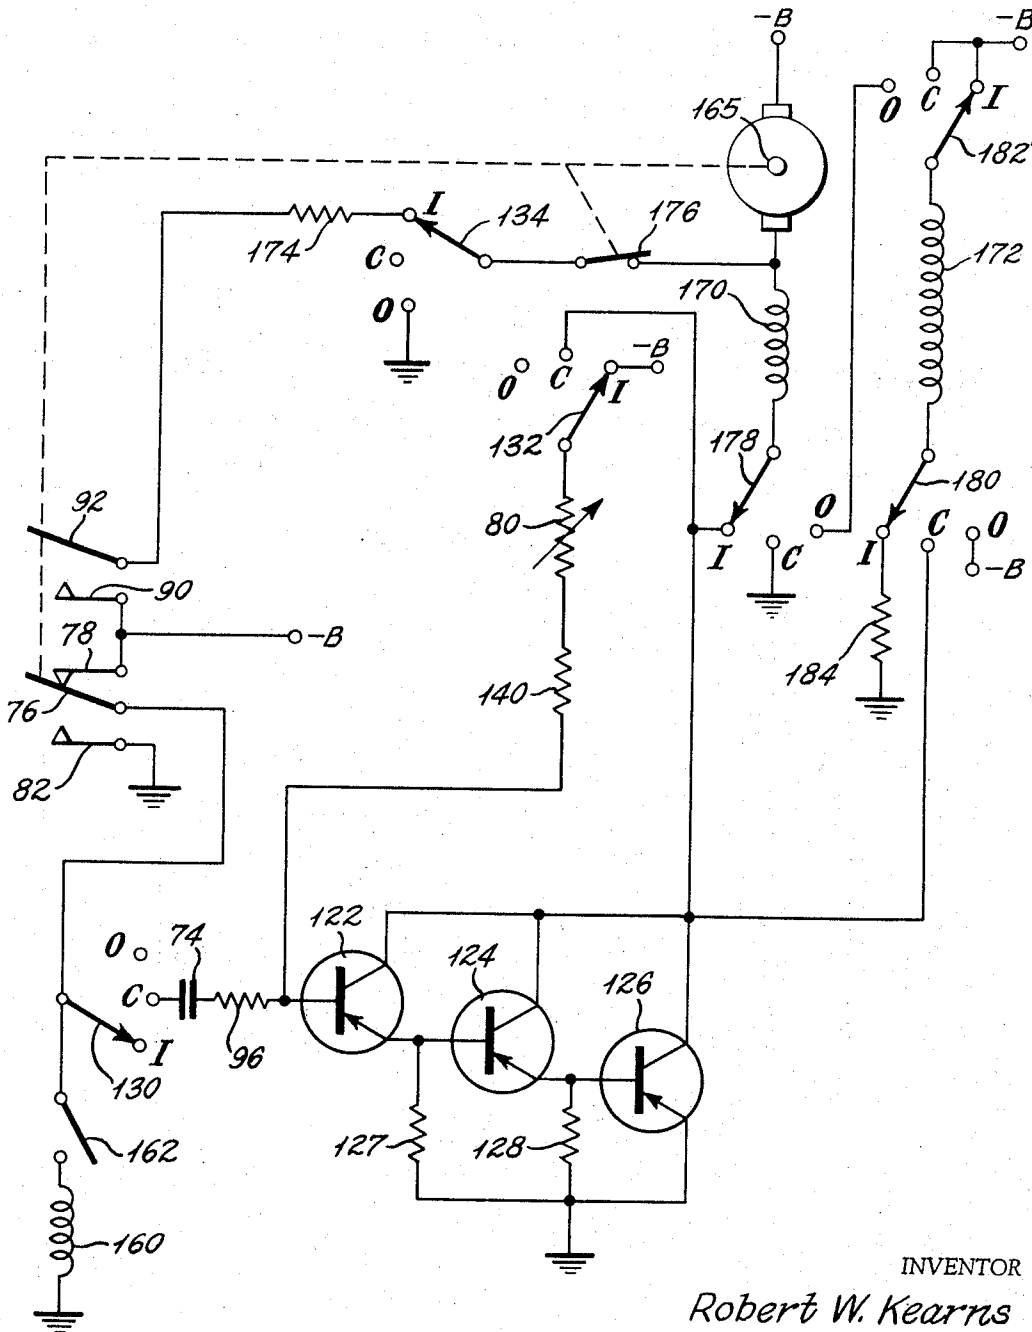 -B
-B
165
O
C
I
182
I
134
176
174
C
170
172
O
-B
O
C
I
132
178
180
92
80
O
C
O
I
C
I
90
-B
-B
78
184
140
76
82
122
O
74
124
C
126
96
I
130
127
128
162
160
INVENTOR
Robert W. Kearns